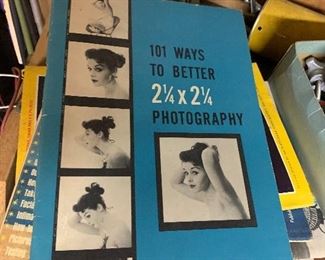 101 WAYS
TO BETTER
2¼ x 2¼
PHOTOGRAPHY